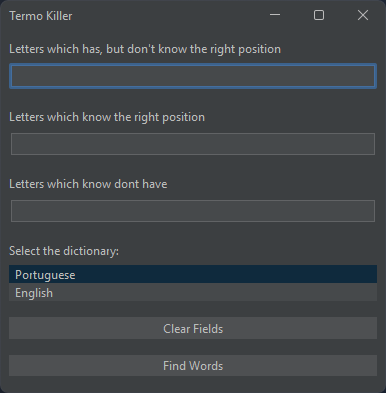 Termo Killer
Letters which has, but don't know the right position
Letters which know the right position
Letters which know dont have
Select the dictionary:
Portuguese
English
Clear Fields
Find Words